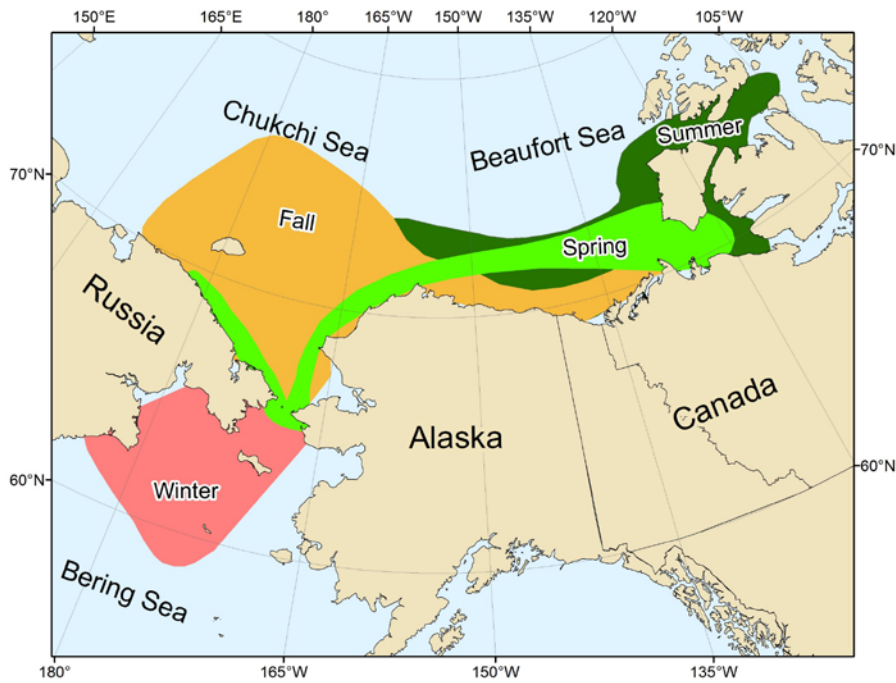 150°E 165°E 180° 165°W 150°W 135°W 120°W 105°W
Chukchi Sea
Beaufort Sea
Summer
70°N
70°N
Fall
Spring
Russia
Canada
Alaska
60°N
60°N
Winter
Bering Sea
180° 165°W 150°W 135°W